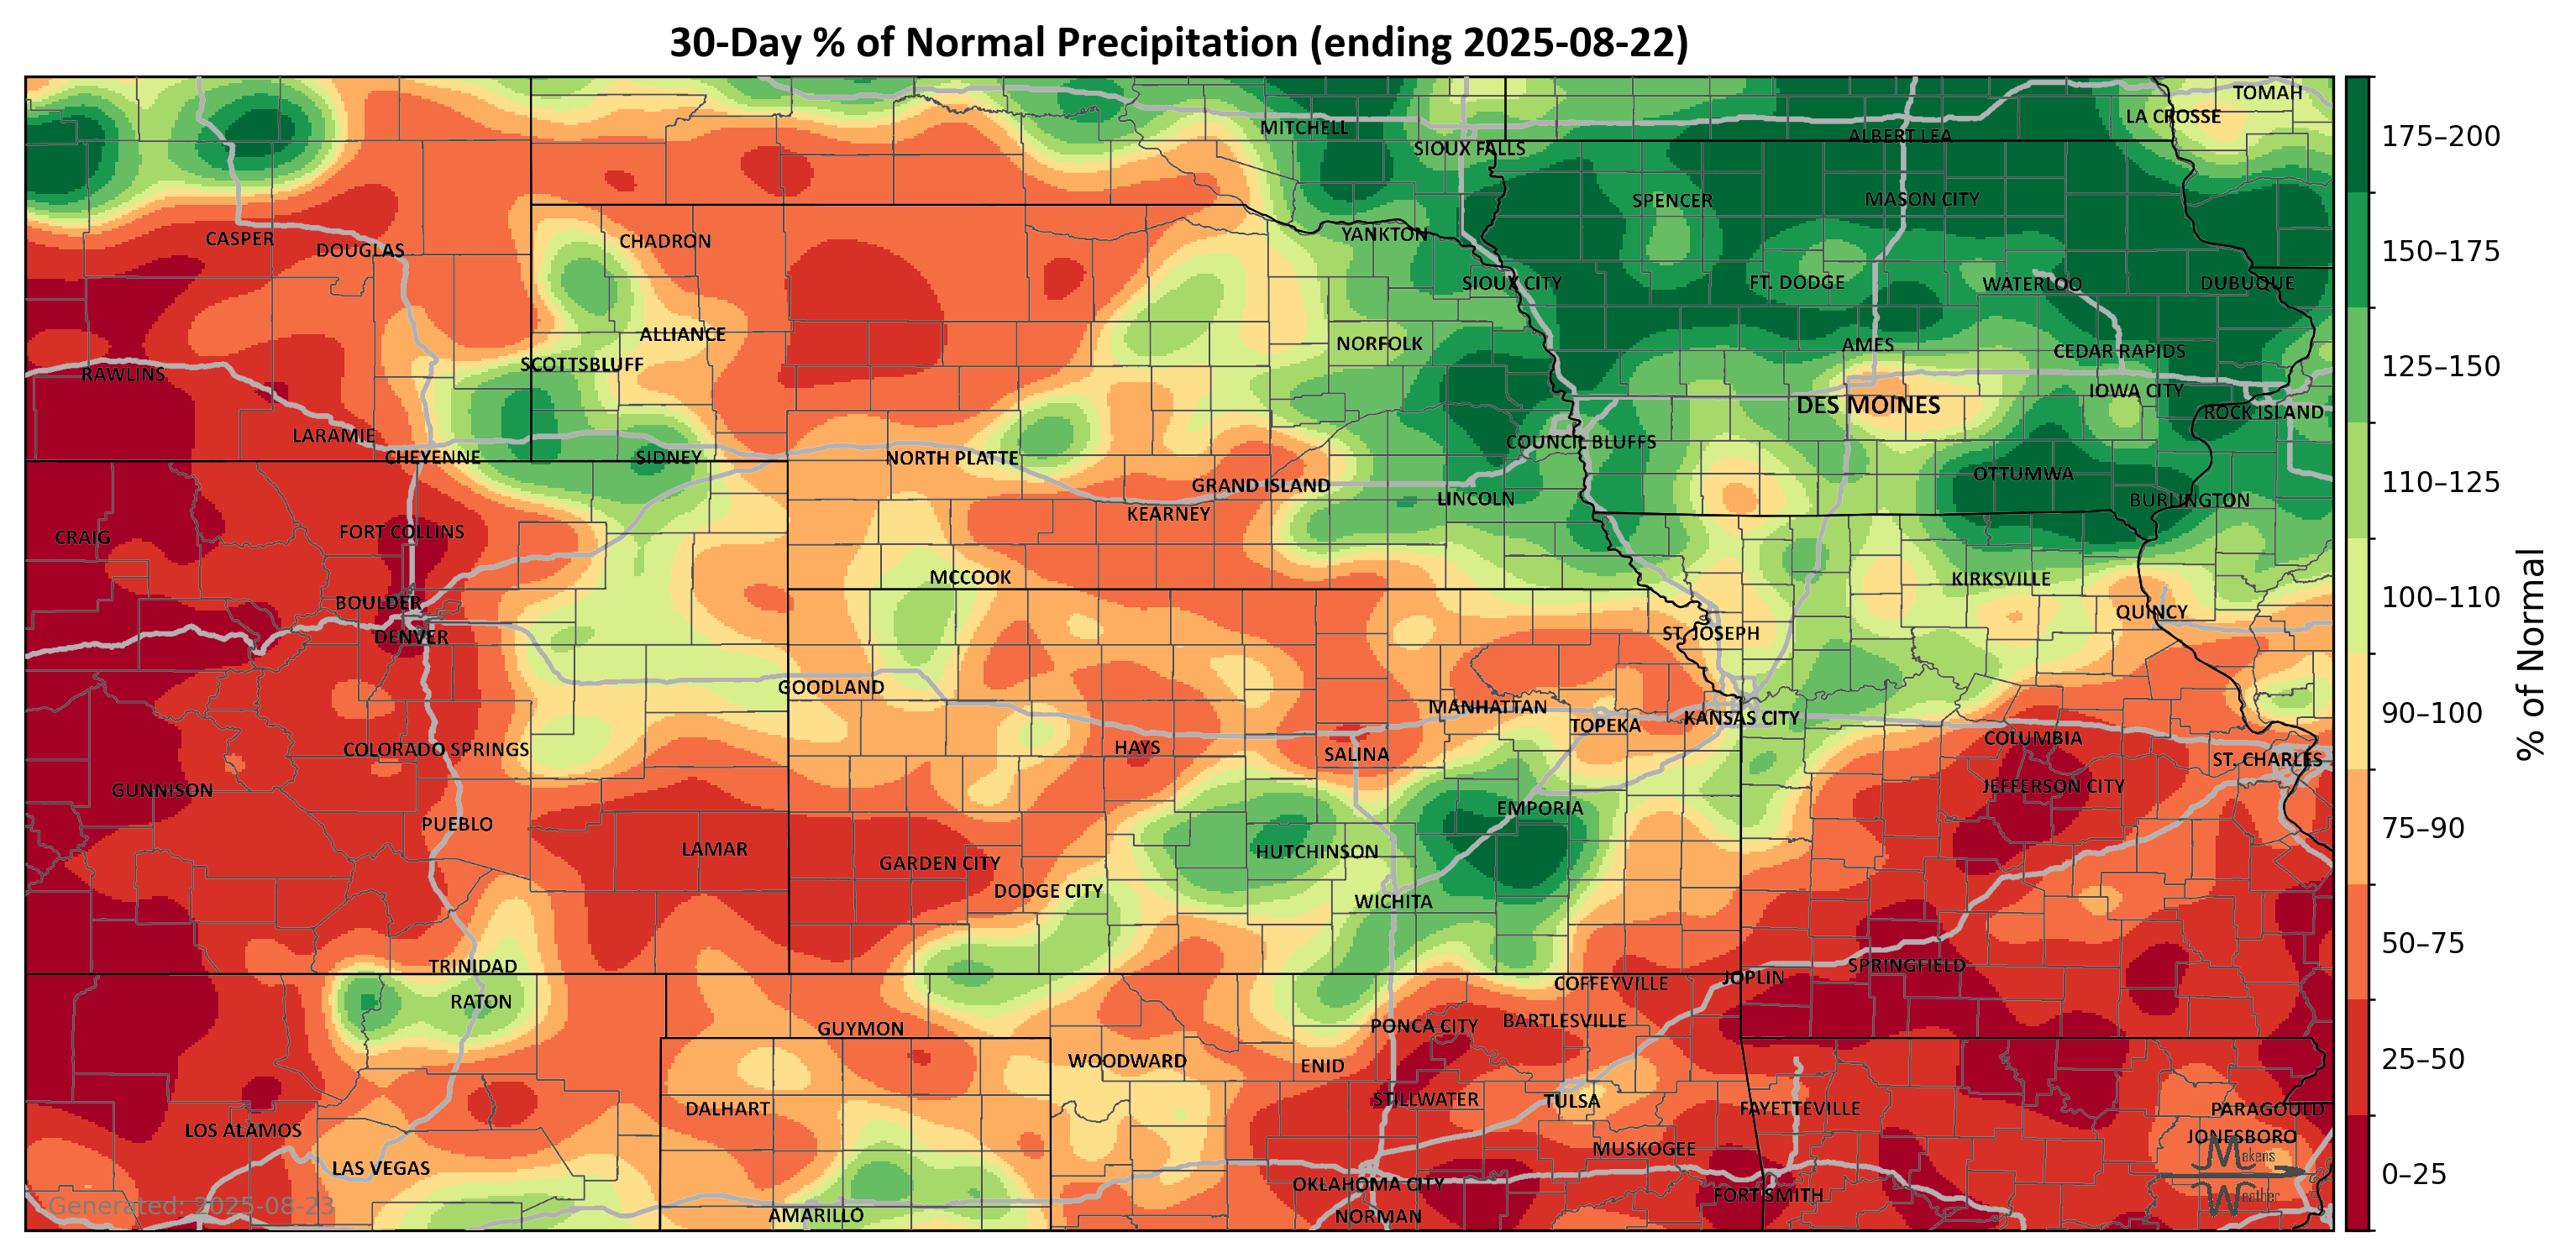 30-Day % of Normal Precipitation (ending 2025-08-22)
TOMAH
LA CROSSE
MITCHELL
ALBERT LEA
SIOUX FALLS
SPENCER
MASON CITY
YANKTON
CASPER
CHADRON
DOUGLAS
SIOUX CITY
FT. DODGE
WATERLOO
DUBUQUE
ALLIANCE
NORFOLK
AMES
CEDAR RAPIDS
SCOTTSBLUFF
RAWLINS
IOWA CITY
DES MOINES
ROCK ISLAND
LARAMIE
COUNCIL BLUFFS
CHEYENNE
SIDNEY
NORTH PLATTE
OTTUMWA
GRAND ISLAND
LINCOLN
BURLINGTON
KEARNEY
FORT COLLINS
CRAIG
MCCOOK
KIRKSVILLE
BOULDER
QUINCY
DENVER
ST. JOSEPH
GOODLAND
MANHATTAN
KANSAS CITY
TOPEKA
COLUMBIA
COLORADO SPRINGS
HAYS
SALINA
ST. CHARLES
GUNNISON
JEFFERSON CITY
EMPORIA
PUEBLO
LAMAR
HUTCHINSON
GARDEN CITY
DODGE CITY
WICHITA
TRINIDAD
SPRINGFIELD
JOPLIN
COFFEYVILLE
RATON
GUYMON
PONCA CITY
BARTLESVILLE
WOODWARD
ENID
STILLWATER
TULSA
DALHART
FAYETTEVILLE
PARAGOULD
LOS ALAMOS
JONESBORO
MUSKOGEE
Makens
LAS VEGAS
OKLAHOMA CITY
FORT SMITH
Weather
Generated: 2025-08-23
AMARILLO
NORMAN
175–200
150–175
125–150
110–125
100–110
90–100
75–90
50–75
25–50
0–25
% of Normal